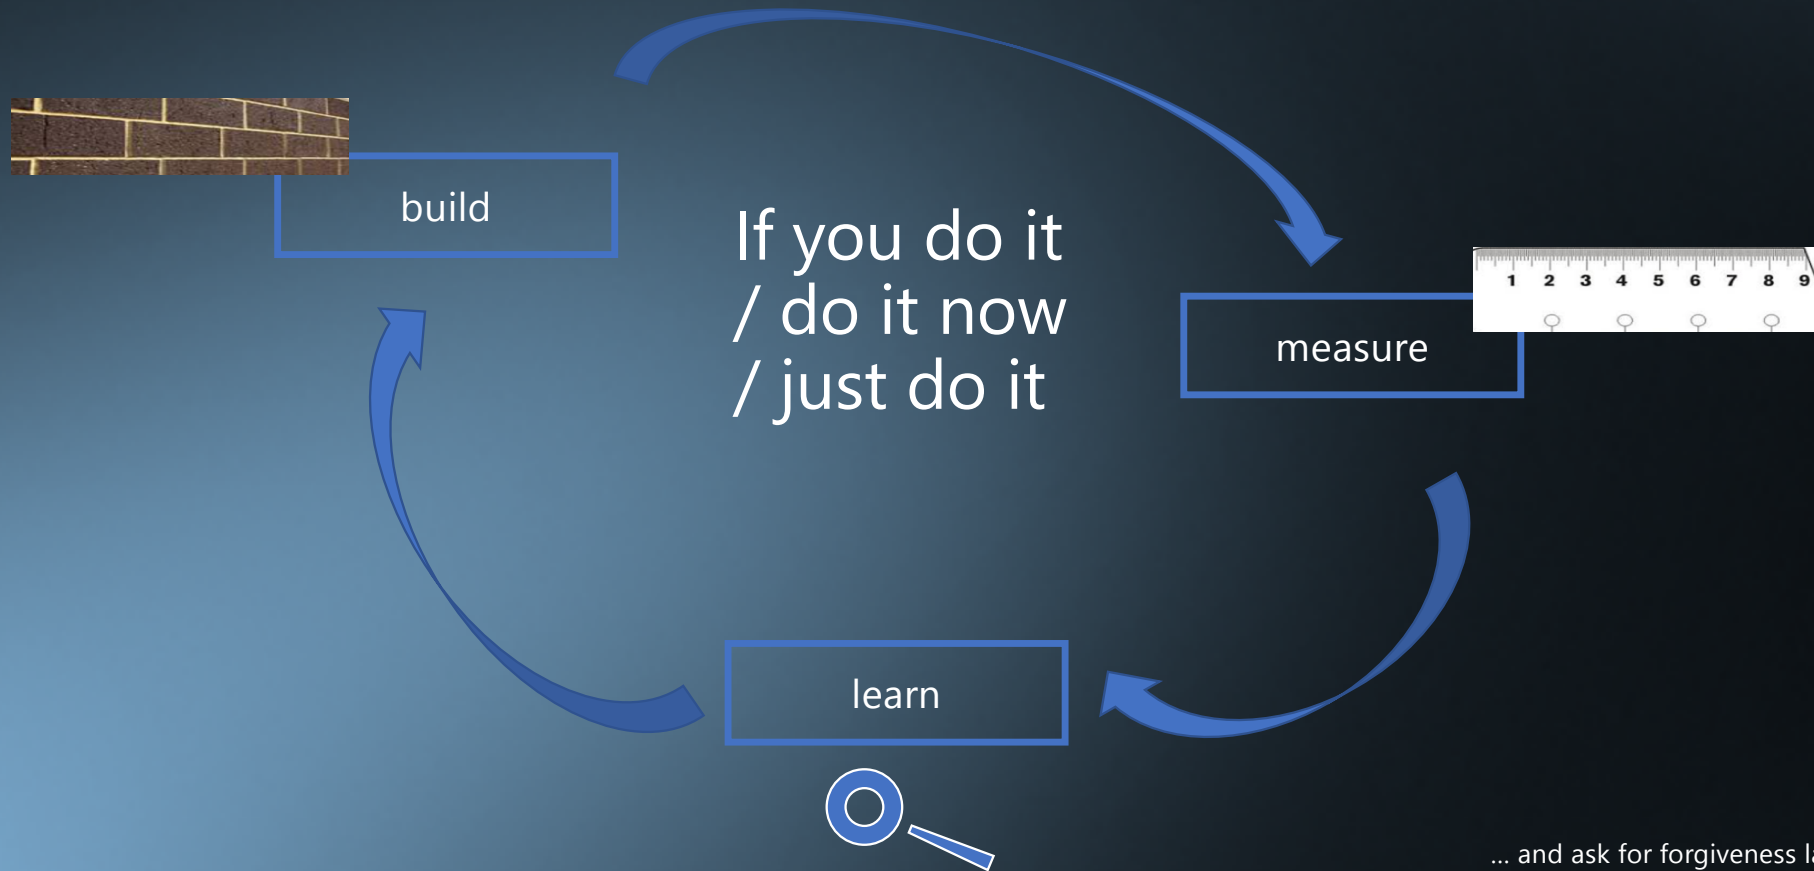 build
If you do it
/ do it now
/ just do it
1 2 3 4 5 6 7 8 9
measure
learn
... and ask for forgiveness